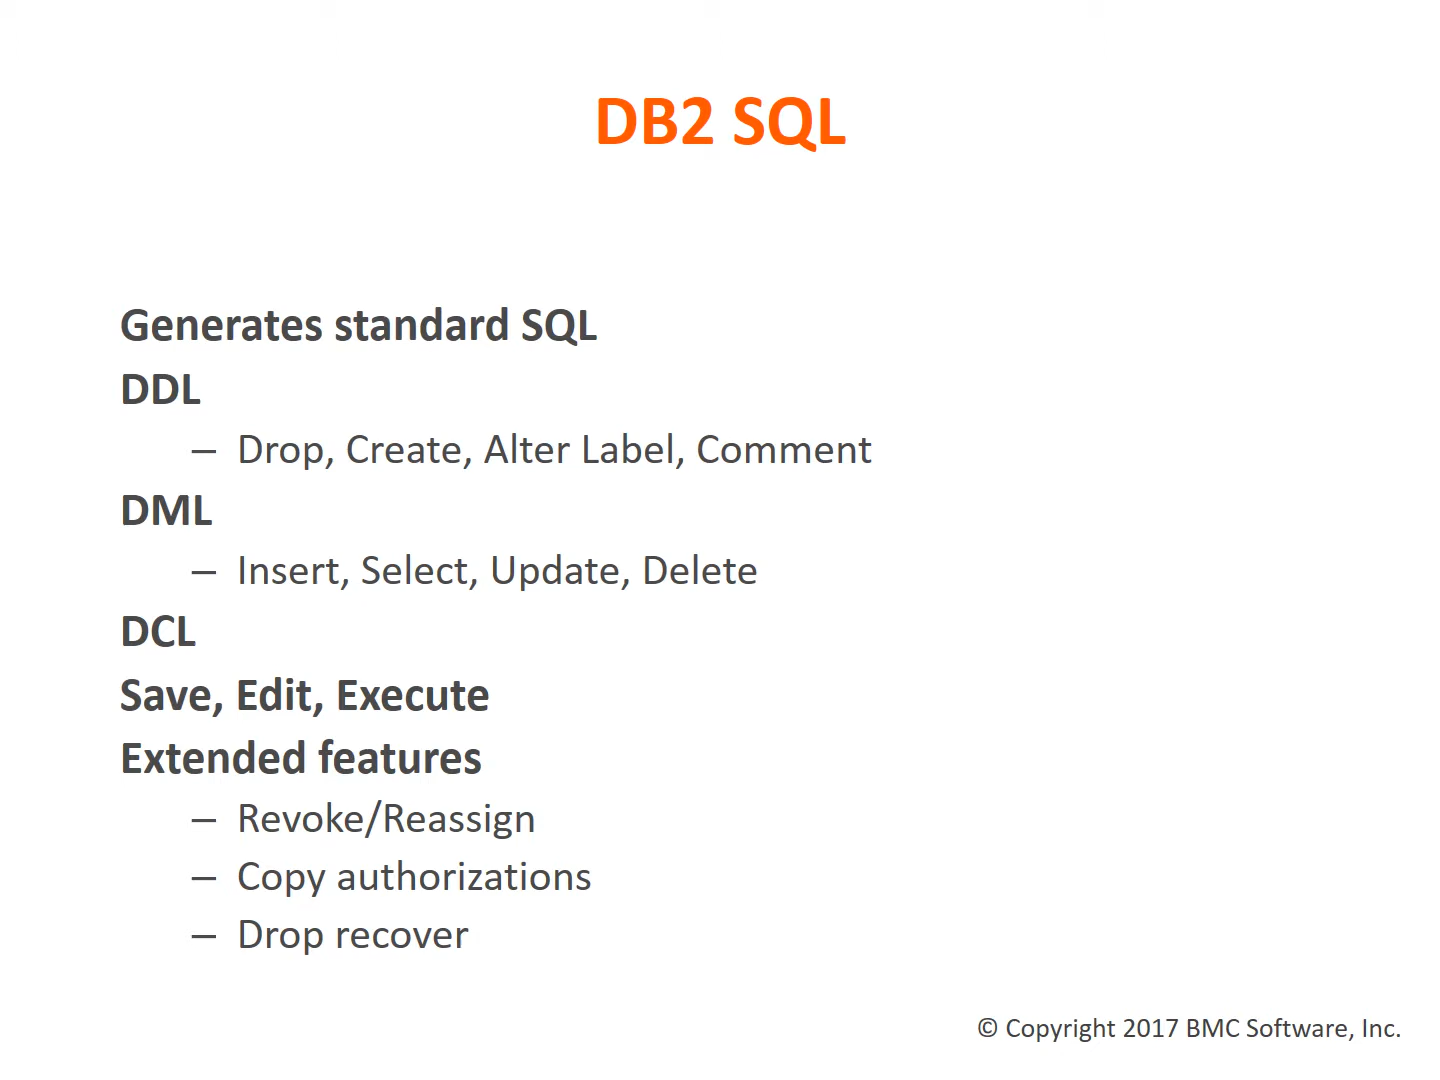 DB2 SQL
Generates standard SQL
DDL
– Drop, Create, Alter Label, Comment
DML
– Insert, Select, Update, Delete
DCL
Save, Edit, Execute
Extended features
– Revoke/Reassign
– Copy authorizations
– Drop recover
© Copyright 2017 BMC Software, Inc.